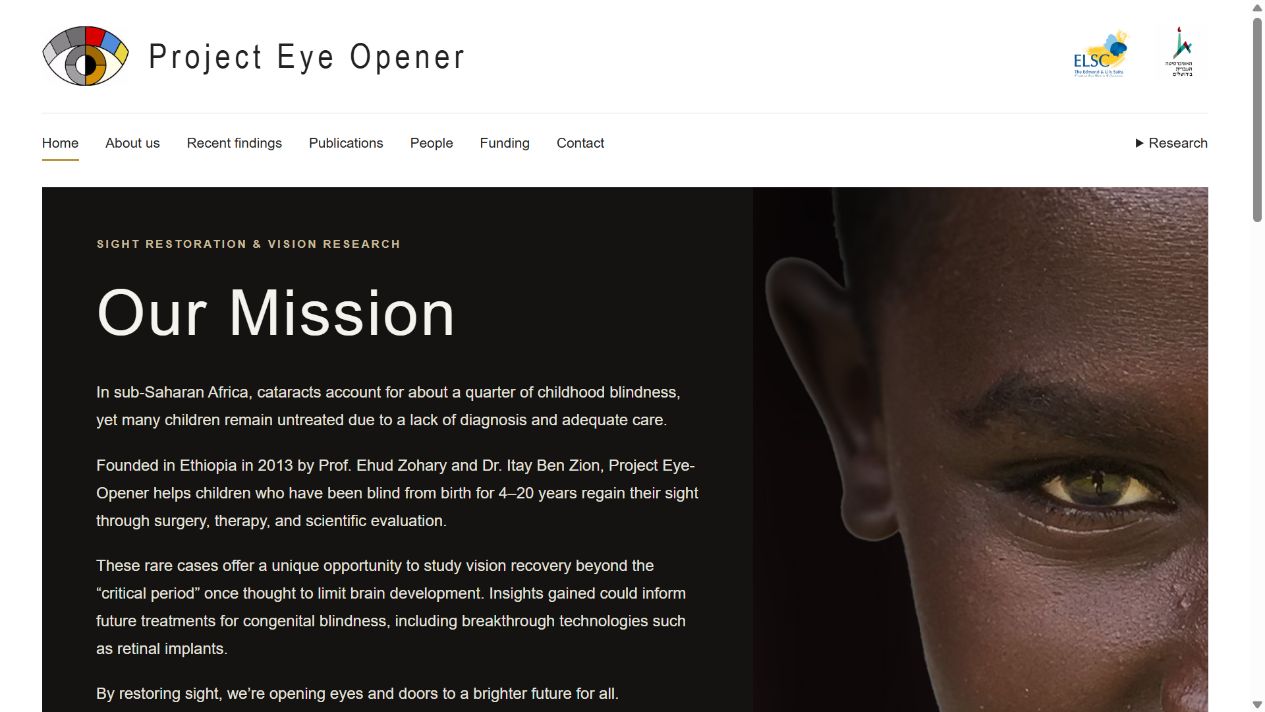 Project Eye Opener
ELSC
Home About us Recent findings Publications People Funding Contact Research
SIGHT RESTORATION & VISION RESEARCH
Our Mission
In sub-Saharan Africa, cataracts account for about a quarter of childhood blindness,
yet many children remain untreated due to a lack of diagnosis and adequate care.
Founded in Ethiopia in 2013 by Prof. Ehud Zohary and Dr. Itay Ben Zion, Project Eye-
Opener helps children who have been blind from birth for 4–20 years regain their sight
through surgery, therapy, and scientific evaluation.
These rare cases offer a unique opportunity to study vision recovery beyond the
“critical period” once thought to limit brain development. Insights gained could inform
future treatments for congenital blindness, including breakthrough technologies such
as retinal implants.
By restoring sight, we’re opening eyes and doors to a brighter future for all.